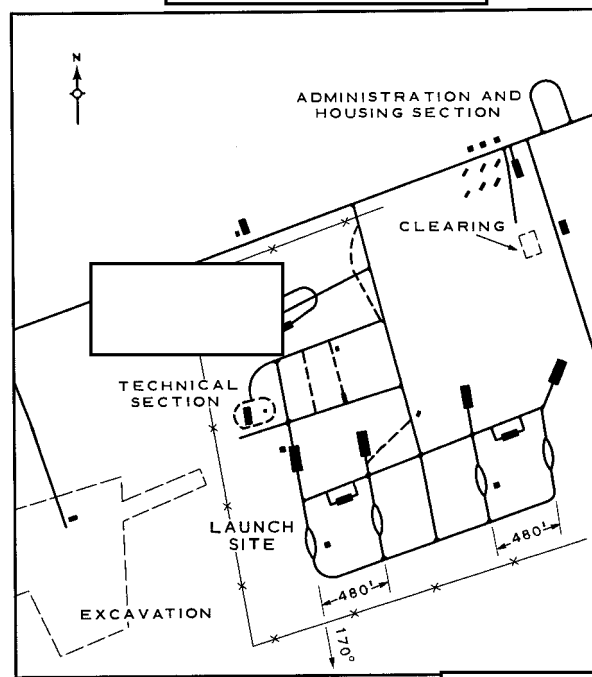 N
ADMINISTRATION AND
HOUSING SECTION
CLEARING
TECHNICAL
SECTION
LAUNCH
SITE
EXCAVATION
480'
480'
170°